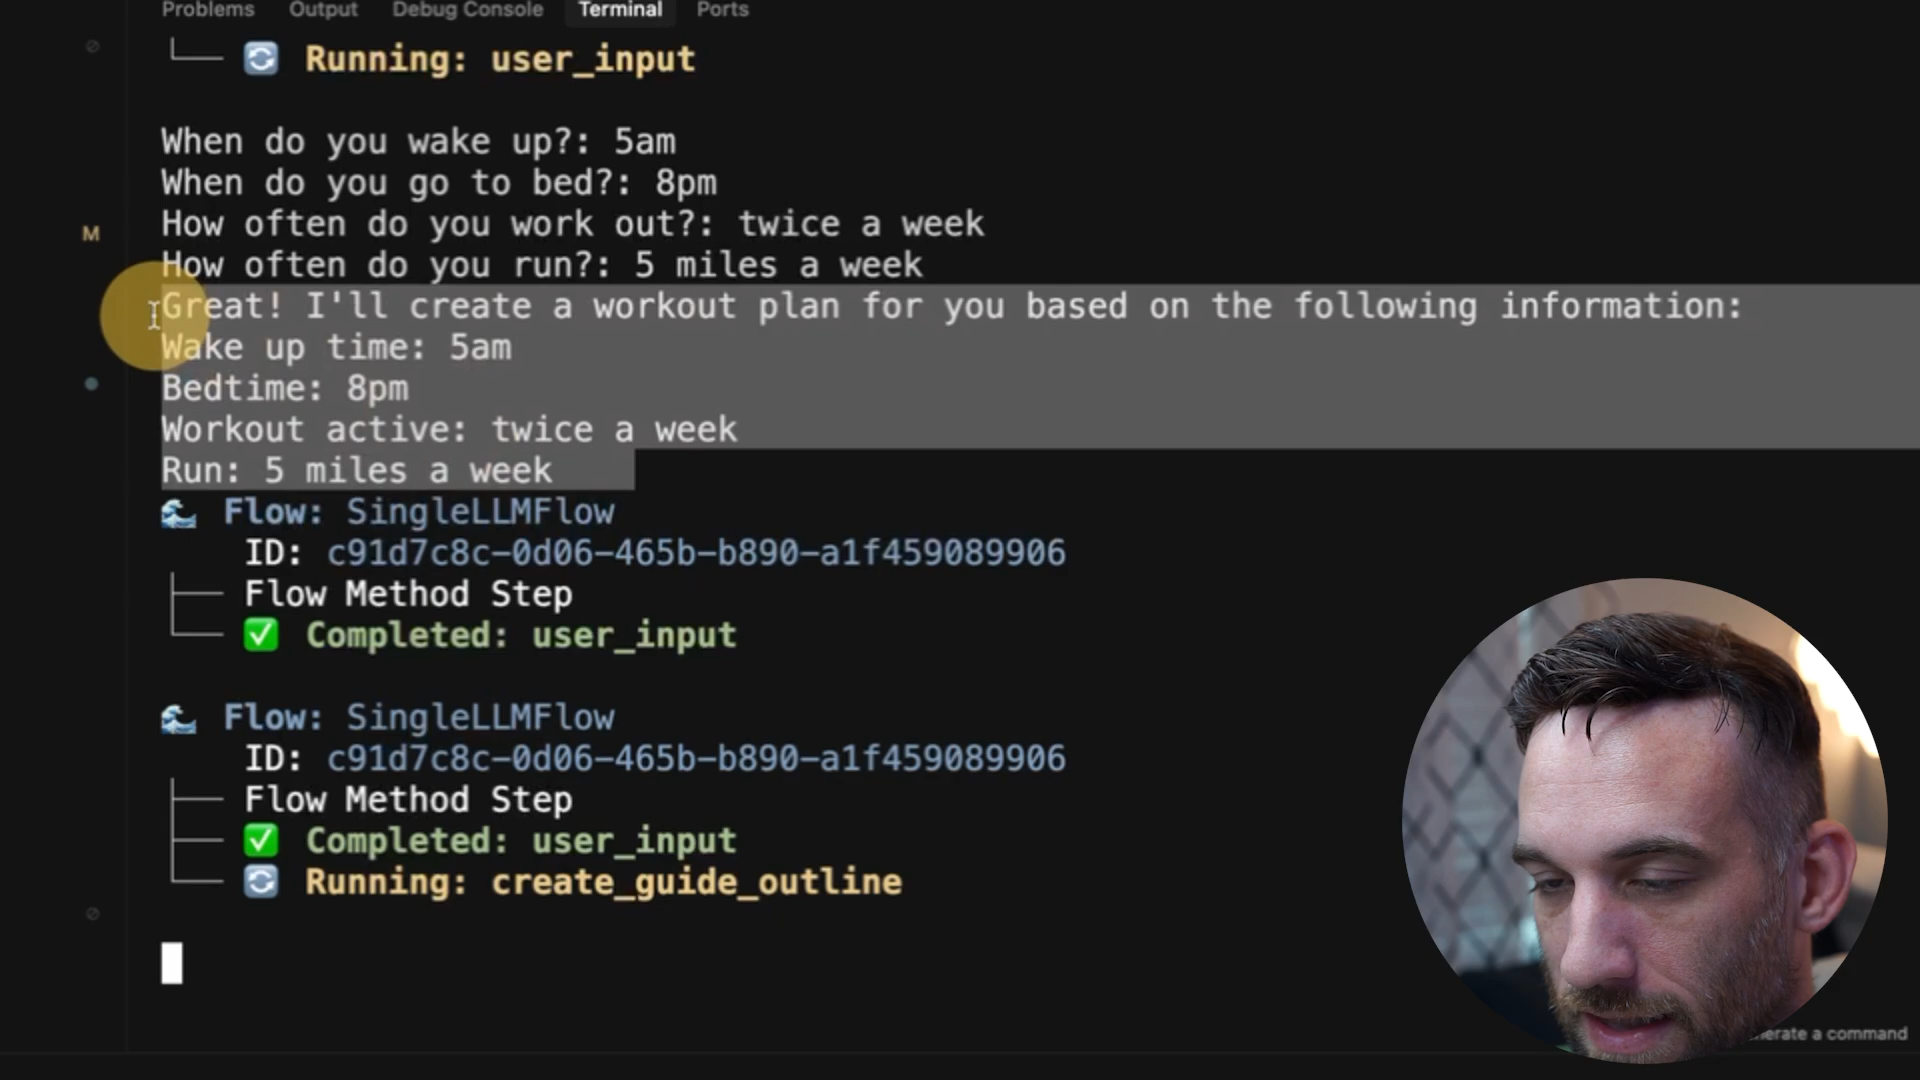 Problems Output Debug Console Terminal Ports
Running: user_input
When do you wake up?: 5am
When do you go to bed?: 8pm
M
How often do you work out?: twice a week
How often do you run?: 5 miles a week
Great! I'll create a workout plan for you based on the following information:
Wake up time: 5am
Bedtime: 8pm
Workout active: twice a week
Run: 5 miles a week
Flow: SingleLLMFlow
ID: c91d7c8c-0d06-465b-b890-a1f459089906
Flow Method Step
Completed: user_input
Flow: SingleLLMFlow
ID: c91d7c8c-0d06-465b-b890-a1f459089906
Flow Method Step
Completed: user_input
Running: create_guide_outline
a command